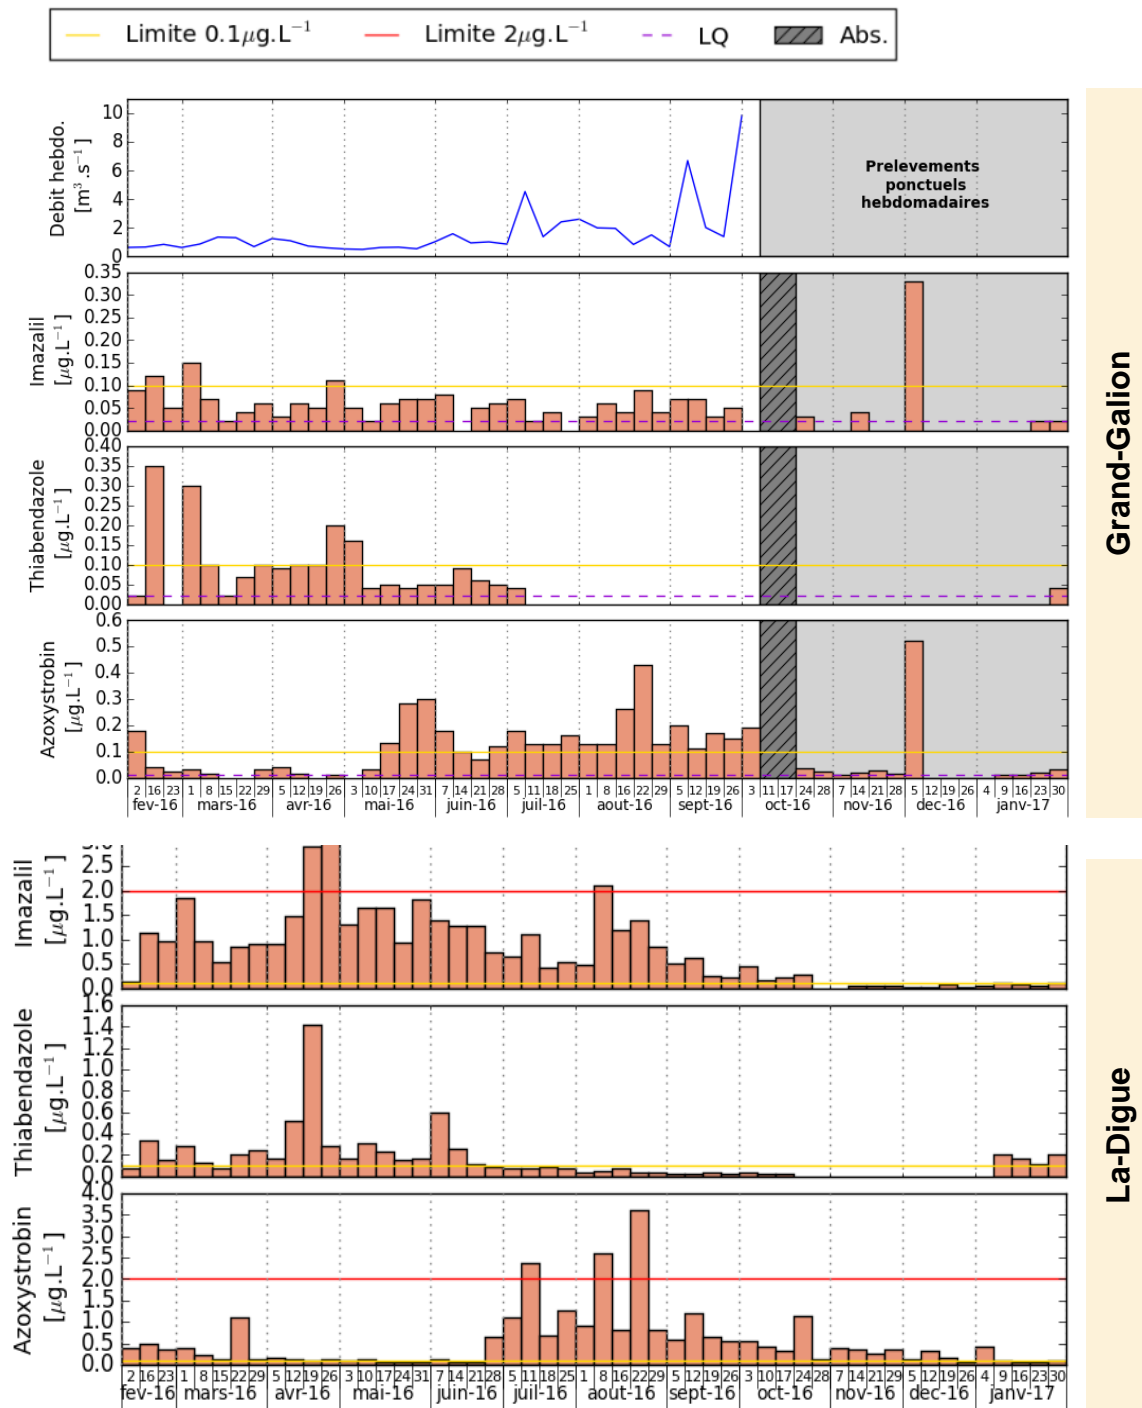 Limite 0.1µg.L⁻¹ Limite 2µg.L⁻¹ LQ Abs.
Debit hebdo.
[m³.s⁻¹]
10
8
6
4
2
0
Prelevements
ponctuels
hebdomadaires
Imazalil
[µg.L⁻¹]
0.35
0.30
0.25
0.20
0.15
0.10
0.05
0.00
Thiabendazole
[µg.L⁻¹]
0.40
0.35
0.30
0.25
0.20
0.15
0.10
0.05
0.00
Azoxystrobin
[µg.L⁻¹]
0.6
0.5
0.4
0.3
0.2
0.1
0.0
2 16 23 1 8 15 22 29 5 12 19 26 3 10 17 24 31 7 14 21 28 5 11 18 25 1 8 16 22 29 5 12 19 26 3 11 17 24 28 7 14 21 28 5 12 19 26 4 9 16 23 30
fev-16 mars-16 avr-16 mai-16 juin-16 juil-16 aout-16 sept-16 oct-16 nov-16 dec-16 janv-17
Grand-Galion
Imazalil
[µg.L⁻¹]
3.0
2.5
2.0
1.5
1.0
0.5
0.0
Thiabendazole
[µg.L⁻¹]
1.6
1.4
1.2
1.0
0.8
0.6
0.4
0.2
0.0
Azoxystrobin
[µg.L⁻¹]
4.0
3.5
3.0
2.5
2.0
1.5
1.0
0.5
0.0
2 16 23 1 8 15 22 29 5 12 19 26 3 10 17 24 31 7 14 21 28 5 11 18 25 1 8 16 22 29 5 12 19 26 3 10 17 24 28 7 14 21 29 5 12 19 26 4 9 16 23 30
fev-16 mars-16 avr-16 mai-16 juin-16 juil-16 aout-16 sept-16 oct-16 nov-16 dec-16 janv-17
La-Digue